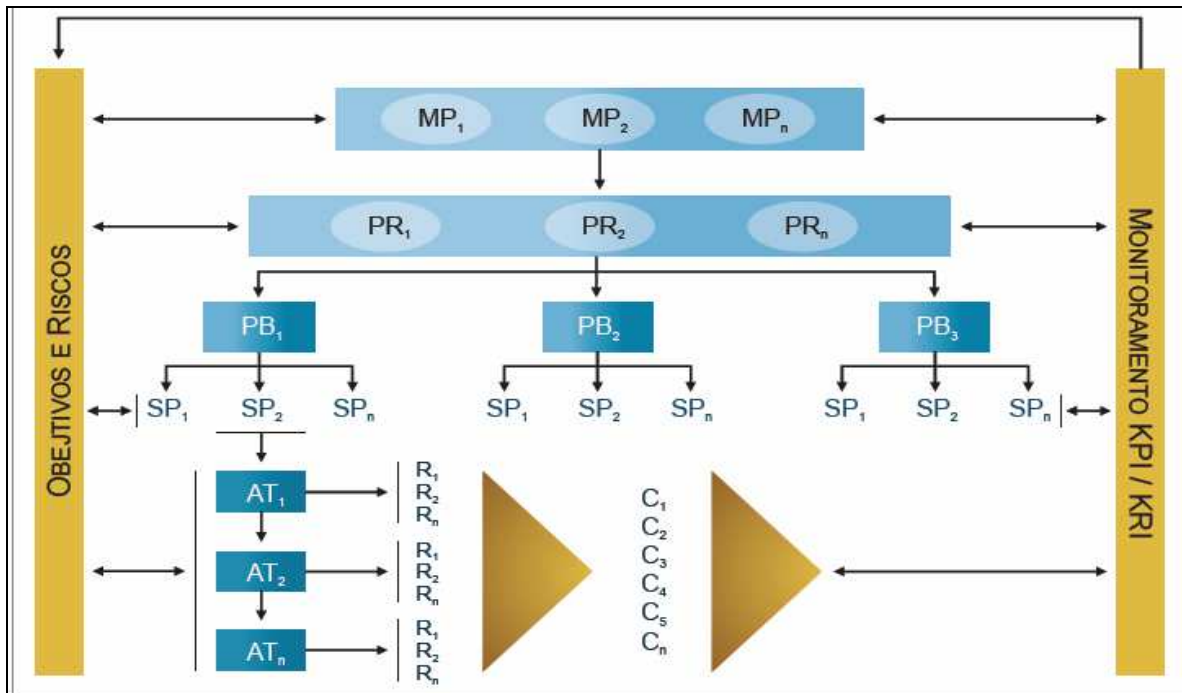 MP1 MP2 MPn
PR1 PR2 PRn
PB1 PB2 PB3
SP1 SP2 SPn SP1 SP2 SPn SP1 SP2 SPn
AT1
R1
R2
Rn
AT2
R1
R2
Rn
ATn
R1
R2
Rn
C1
C2
C3
C4
C5
Cn
OBEJTIVOS E RISCOS
MONITORAMENTO KPI / KRI